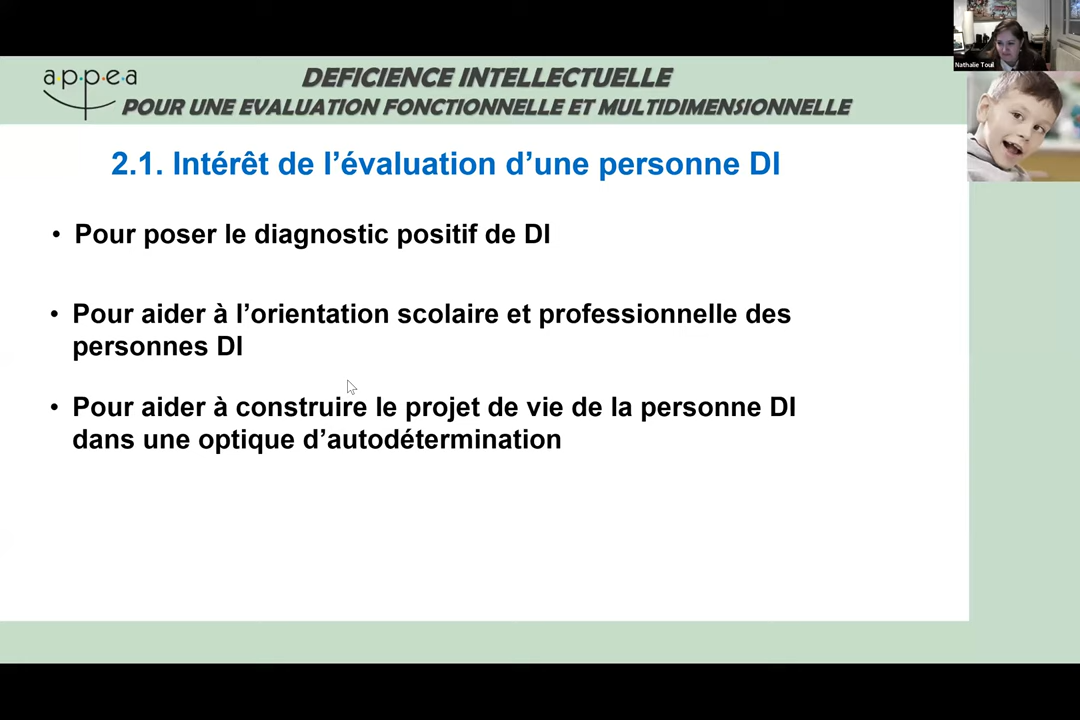 a·p·p·e·a
DEFICIENCE INTELLECTUELLE
POUR UNE EVALUATION FONCTIONNELLE ET MULTIDIMENSIONNELLE
Nathalie Touil
2.1. Intérêt de l’évaluation d’une personne DI
• Pour poser le diagnostic positif de DI
• Pour aider à l’orientation scolaire et professionnelle des
personnes DI
• Pour aider à construire le projet de vie de la personne DI
dans une optique d’autodétermination